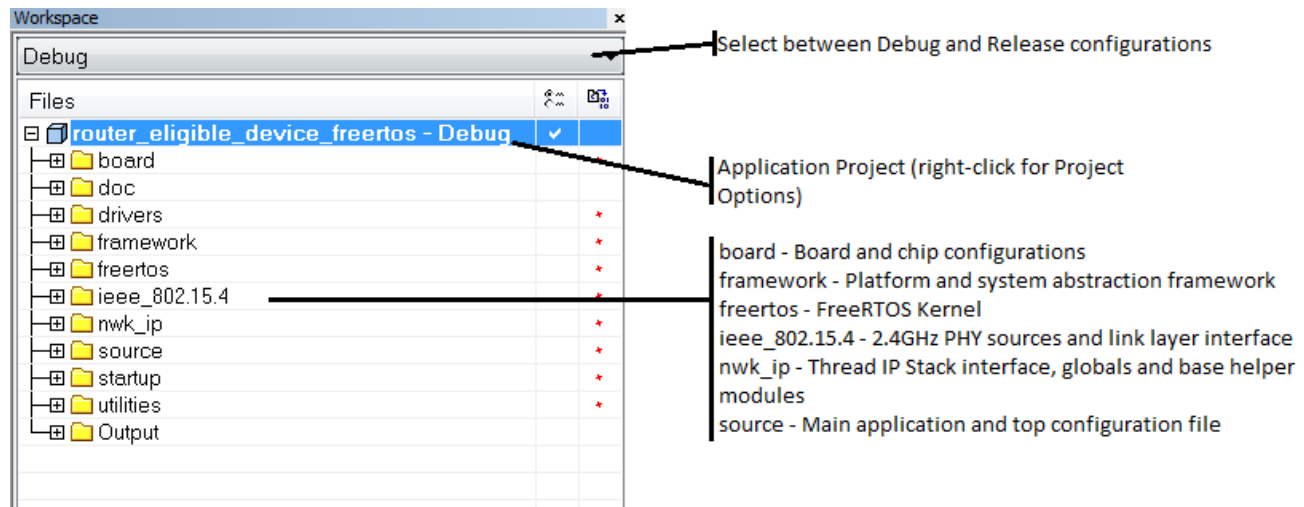 Workspace
x
Debug
Select between Debug and Release configurations
Files
router_eligible_device_freertos - Debug
board
doc
drivers
framework
freertos
ieee_802.15.4
nwk_ip
source
startup
utilities
Output
Application Project (right-click for Project
Options)
board - Board and chip configurations
framework - Platform and system abstraction framework
freertos - FreeRTOS Kernel
ieee_802.15.4 - 2.4GHz PHY sources and link layer interface
nwk_ip - Thread IP Stack interface, globals and base helper
modules
source - Main application and top configuration file